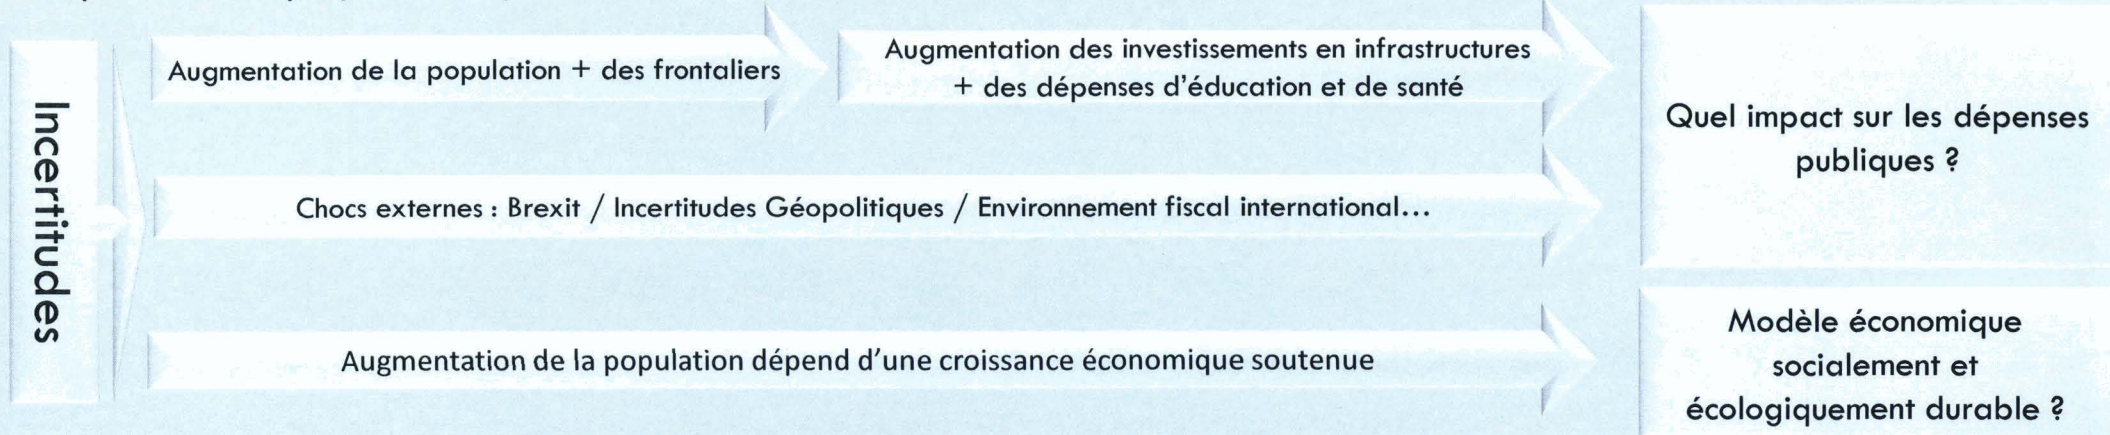 Incertitudes
Augmentation de la population + des frontaliers
Augmentation des investissements en infrastructures
+ des dépenses d'éducation et de santé
Quel impact sur les dépenses
publiques ?
Chocs externes : Brexit / Incertitudes Géopolitiques / Environnement fiscal international...
Augmentation de la population dépend d'une croissance économique soutenue
Modèle économique
socialement et
écologiquement durable ?